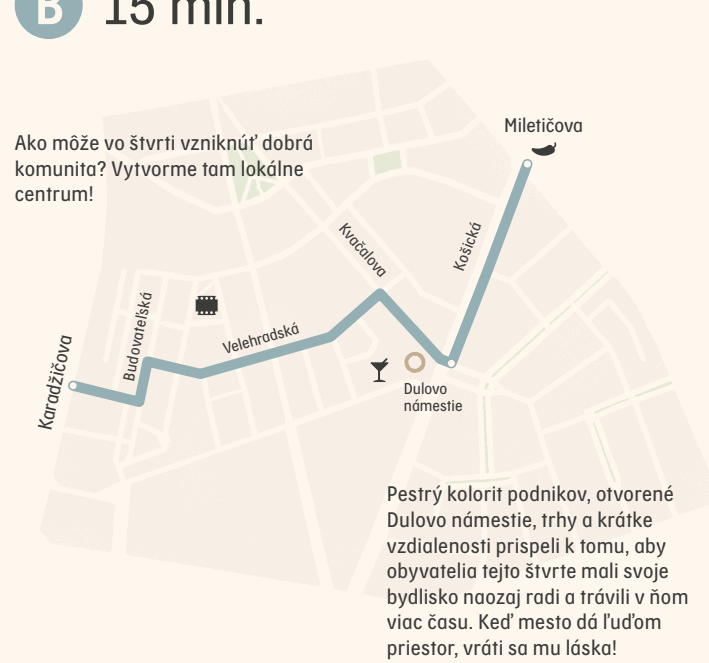 B 15 min.
Ako môže vo štvrti vzniknúť dobrá
komunita? Vytvorme tam lokálne
centrum!
Miletičova
Kvačalova
Košická
Budovateľská
Velehradská
Karadžičova
Dulovo
námestie
Pestrý kolorit podnikov, otvorené
Dulovo námestie, trhy a krátke
vzdialenosti prispeli k tomu, aby
obyvatelia tejto štvrte mali svoje
bydlisko naozaj radi a trávili v ňom
viac času. Keď mesto dá ľuďom
priestor, vráti sa mu láska!